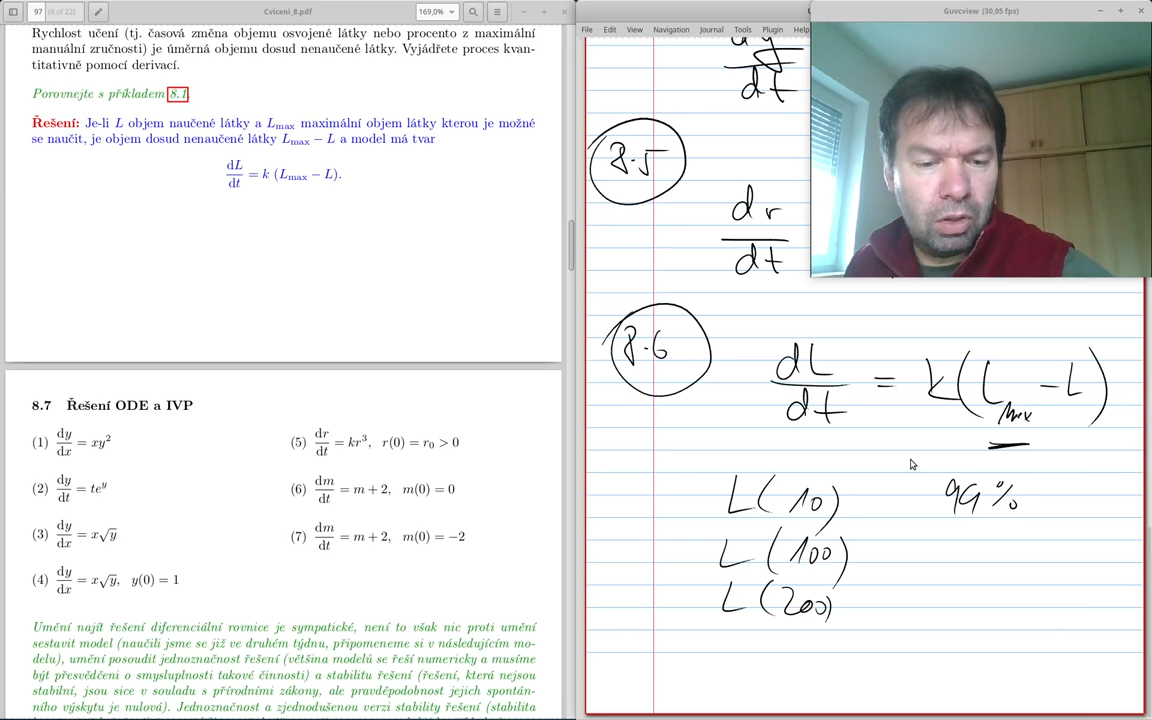 97 (8 of 22) Cviceni_8.pdf 169,0%
Rychlost učení (tj. časová změna objemu osvojené látky nebo procento z maximální
manuální zručnosti) je úměrná objemu dosud nenaučené látky. Vyjádřete proces kvan-
titativně pomocí derivací.
Porovnejte s příkladem 8.1.
Řešení: Je-li L objem naučené látky a Lmax maximální objem látky kterou je možné
se naučit, je objem dosud nenaučené látky Lmax − L a model má tvar
dL/dt = k (Lmax − L).
8.7 Řešení ODE a IVP
(1) dy/dx = xy²
(2) dy/dt = te^y
(3) dy/dx = x√y
(4) dy/dx = x√y, y(0) = 1
(5) dr/dt = kr³, r(0) = r0 > 0
(6) dm/dt = m + 2, m(0) = 0
(7) dm/dt = m + 2, m(0) = −2
Umění najít řešení diferenciální rovnice je sympatické, není to však nic proti umění
sestavit model (naučili jsme se již ve druhém týdnu, připomeneme si v následujícím mo-
delu), umění posoudit jednoznačnost řešení (většina modelů se řeší numericky a musíme
být přesvědčeni o smysluplnosti takové činnosti) a stabilitu řešení (řešení, která nejsou
stabilní, jsou sice v souladu s přírodními zákony, ale pravděpodobnost jejich spontán-
ního výskytu je nulová). Jednoznačnost a zjednodušenou verzi stability řešení (stabilita
Guvcview (30,05 fps)
File Edit View Navigation Journal Tools Plugin
dt
8.5
dr/dt
8.6
dL/dt = k(Lmax − L)
L(10) 99%
L(100)
L(200)